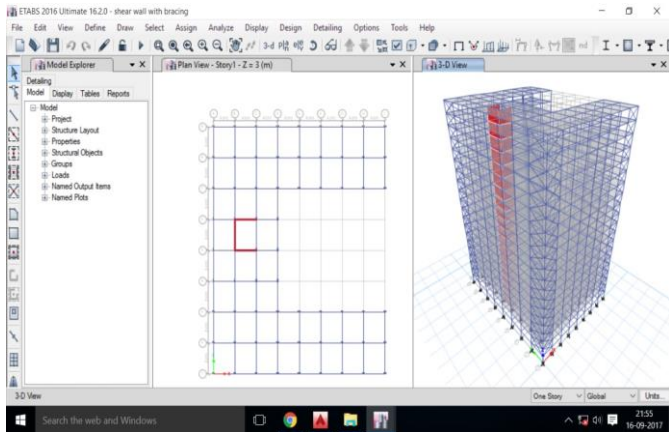 ETABS 2016 Ultimate 16.2.0 - shear wall with bracing
File Edit View Define Draw Select Assign Analyze Display Design Detailing Options Tools Help
3-d
Model Explorer
Plan View - Story1 - Z = 3 (m)
3-D View
Detailing
Model Display Tables Reports
Model
Project
Structure Layout
Properties
Structural Objects
Groups
Loads
Named Output Items
Named Plots
3-D View
One Story
Global
Units...
Search the web and Windows
21:55
16-09-2017